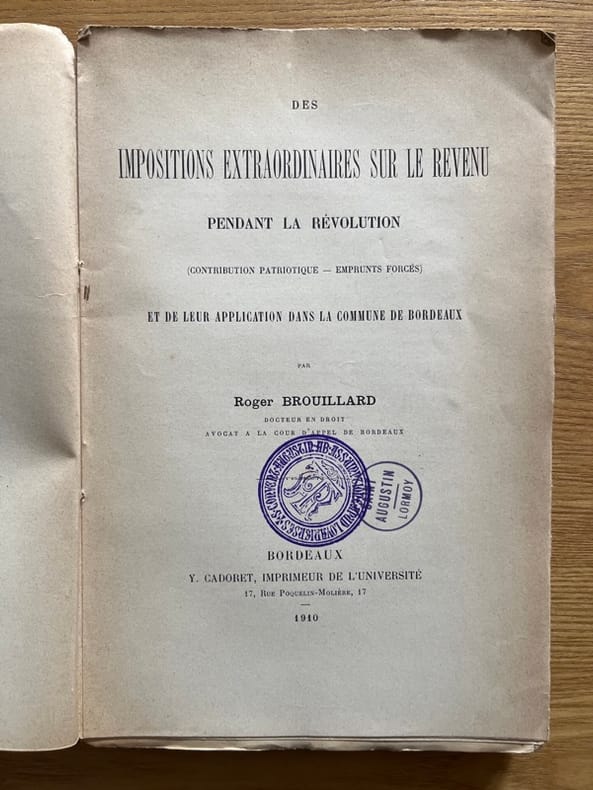 DES
IMPOSITIONS EXTRAORDINAIRES SUR LE REVENU
PENDANT LA RÉVOLUTION
(CONTRIBUTION PATRIOTIQUE — EMPRUNTS FORCÉS)
ET DE LEUR APPLICATION DANS LA COMMUNE DE BORDEAUX
PAR
Roger BROUILLARD
DOCTEUR EN DROIT
AVOCAT A LA COUR D'APPEL DE BORDEAUX
SAINT
AUGUSTIN
LORMOY
BORDEAUX
Y. CADORET, IMPRIMEUR DE L'UNIVERSITÉ
17, RUE POQUELIN-MOLIÈRE, 17
1910